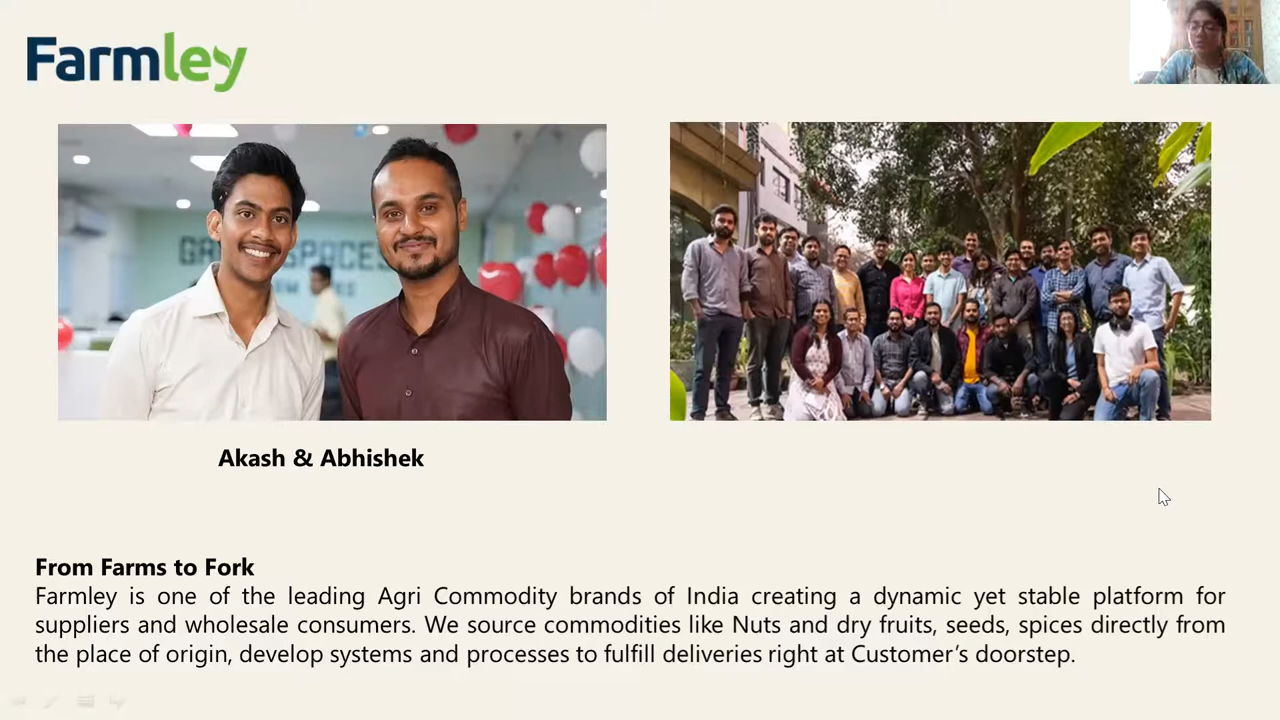 Farmley
Akash & Abhishek
From Farms to Fork
Farmley is one of the leading Agri Commodity brands of India creating a dynamic yet stable platform for
suppliers and wholesale consumers. We source commodities like Nuts and dry fruits, seeds, spices directly from
the place of origin, develop systems and processes to fulfill deliveries right at Customer’s doorstep.